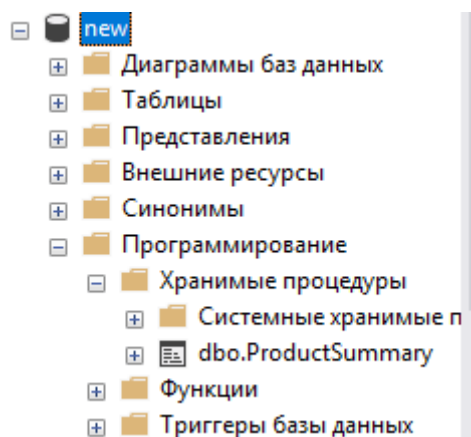 new
Диаграммы баз данных
Таблицы
Представления
Внешние ресурсы
Синонимы
Программирование
Хранимые процедуры
Системные хранимые п
dbo.ProductSummary
Функции
Триггеры базы данных